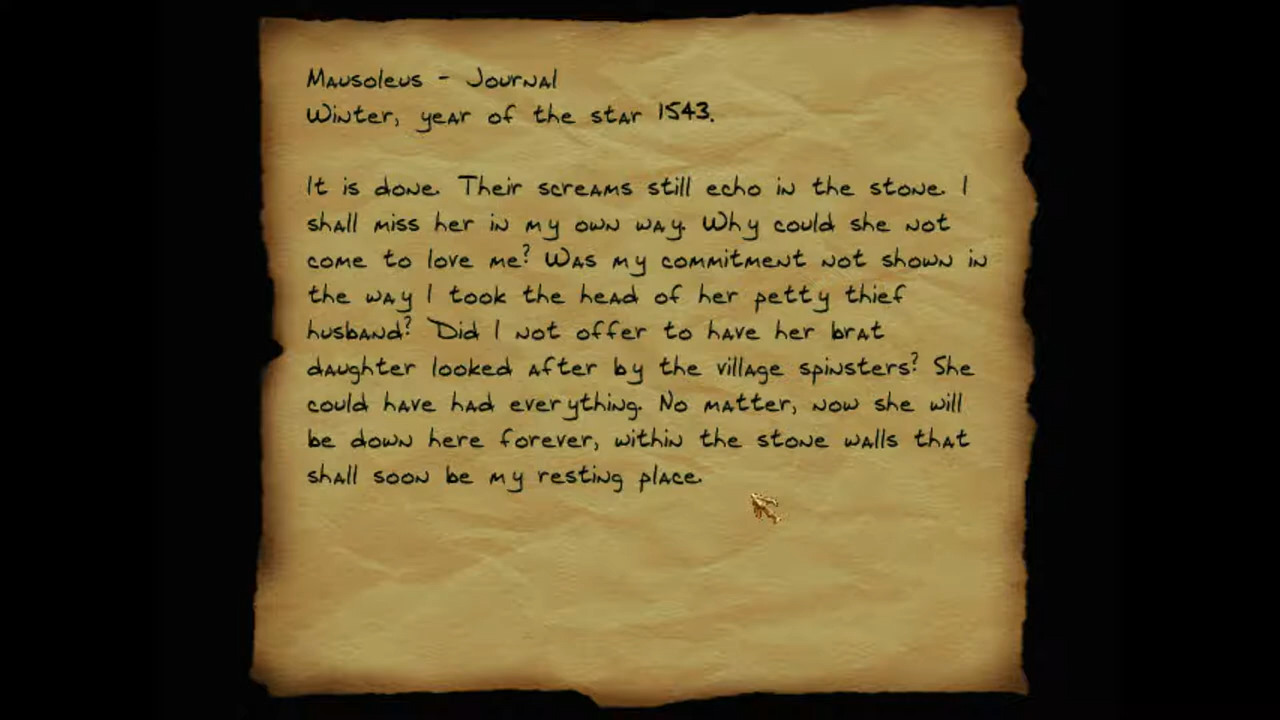 Mausoleus - Journal
Winter, year of the star 1543.
It is done. Their screams still echo in the stone. I
shall miss her in my own way. Why could she not
come to love me? Was my commitment not shown in
the way I took the head of her petty thief
husband? Did I not offer to have her brat
daughter looked after by the village spinsters? She
could have had everything. No matter, now she will
be down here forever, within the stone walls that
shall soon be my resting place.